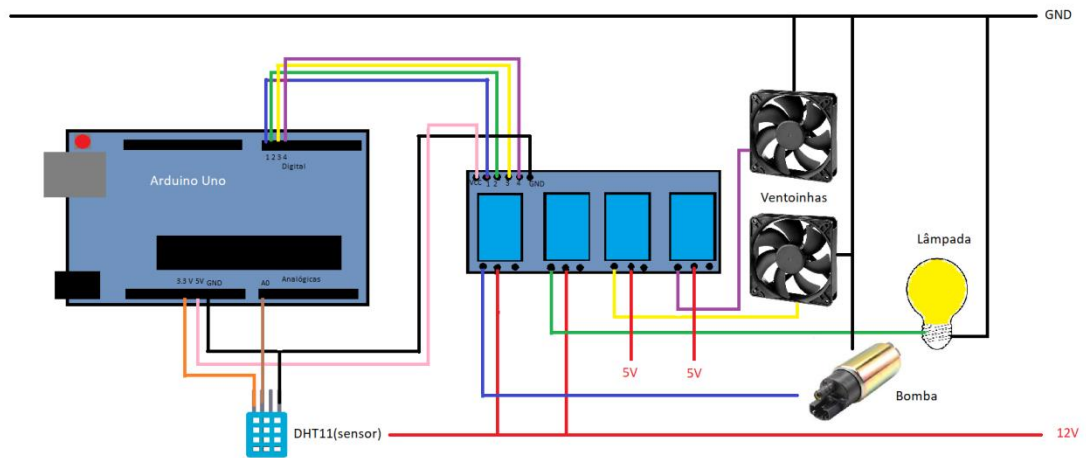 GND
1 2 3 4
Digital
Arduino Uno
VCC 1 2 3 4 GND
Ventoinhas
Lâmpada
3.3 V 5V GND A0 Analógicas
5V 5V
Bomba
DHT11(sensor)
12V